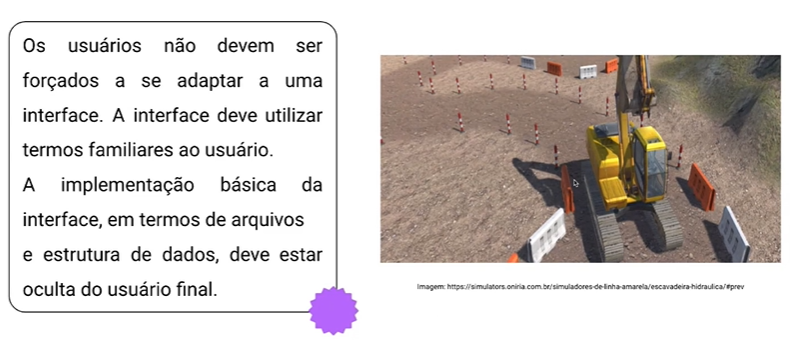 Os usuários não devem ser
forçados a se adaptar a uma
interface. A interface deve utilizar
termos familiares ao usuário.
A implementação básica da
interface, em termos de arquivos
e estrutura de dados, deve estar
oculta do usuário final.
Imagem: https://simulators.oniria.com.br/simuladores-de-linha-amarela/escavadeira-hidraulica/#prev